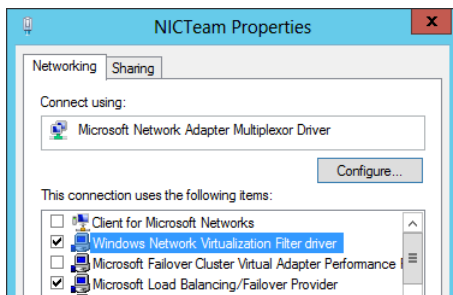 NICTeam Properties
x
Networking Sharing
Connect using:
Microsoft Network Adapter Multiplexor Driver
Configure...
This connection uses the following items:
Client for Microsoft Networks
Windows Network Virtualization Filter driver
Microsoft Failover Cluster Virtual Adapter Performance
Microsoft Load Balancing/Failover Provider